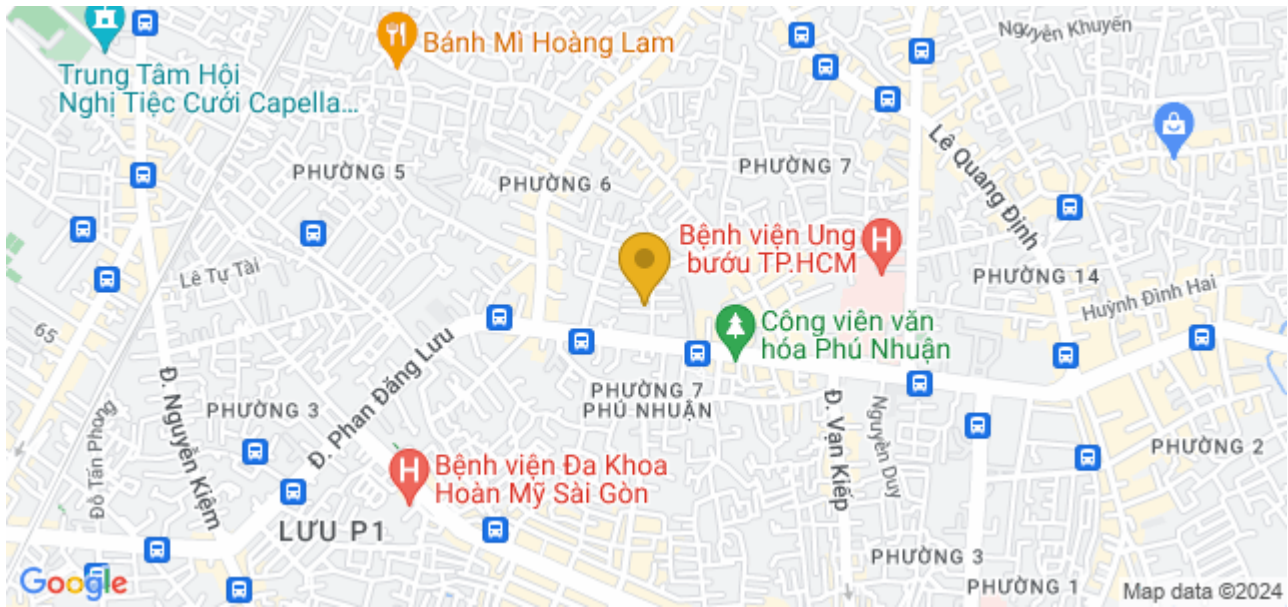 Nguyễn Khuyến
Bánh Mì Hoàng Lam
Trung Tâm Hội
Nghị Tiệc Cưới Capella...
Lê Quang Định
PHƯỜNG 5
PHƯỜNG 6
PHƯỜNG 7
Bệnh viện Ung
bướu TP.HCM
Lê Tự Tài
PHƯỜNG 14
Huỳnh Đình Hai
65
Công viên văn
hóa Phú Nhuận
Đ. Phan Đăng Lưu
PHƯỜNG 7
PHÚ NHUẬN
PHƯỜNG 3
Đ. Nguyễn Kiệm
Đỗ Tấn Phong
Đ. Vạn Kiếp
Nguyễn Duy
PHƯỜNG 2
Bệnh viện Đa Khoa
Hoàn Mỹ Sài Gòn
LƯU P1
PHƯỜNG 3
PHƯỜNG 1
Google
Map data ©2024